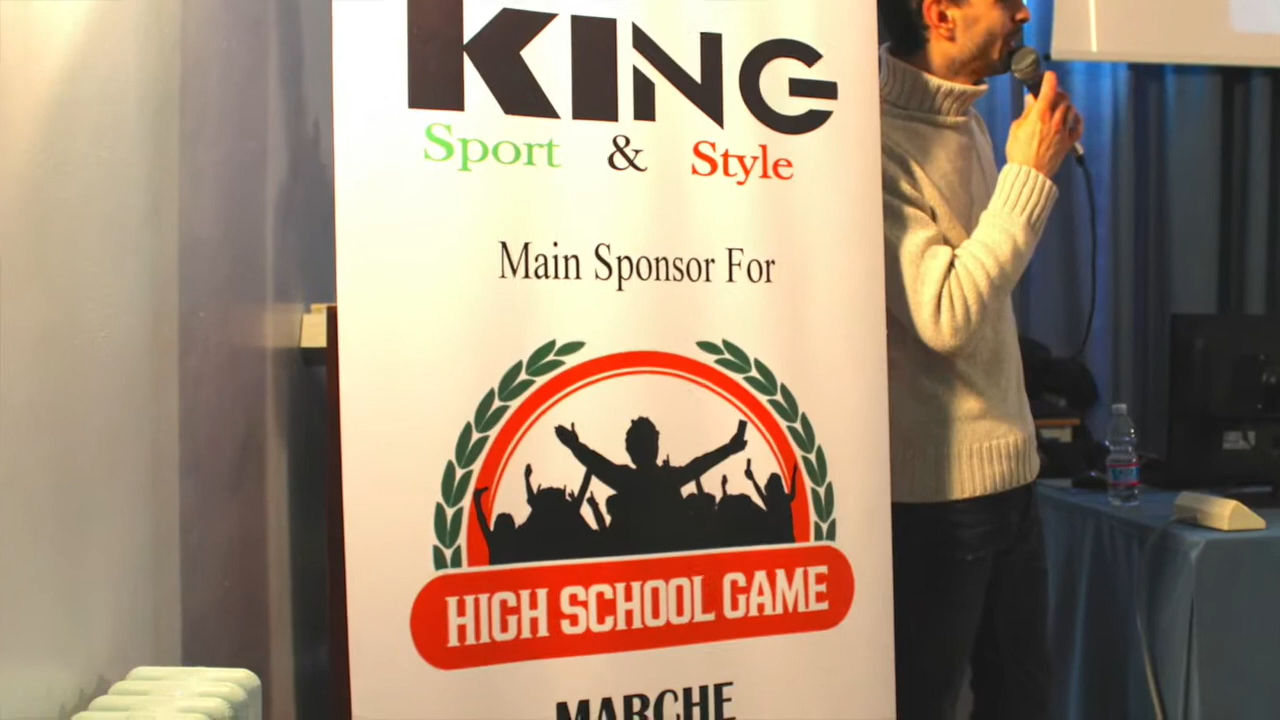 KING
Sport & Style
Main Sponsor For
HIGH SCHOOL GAME
MARCHE